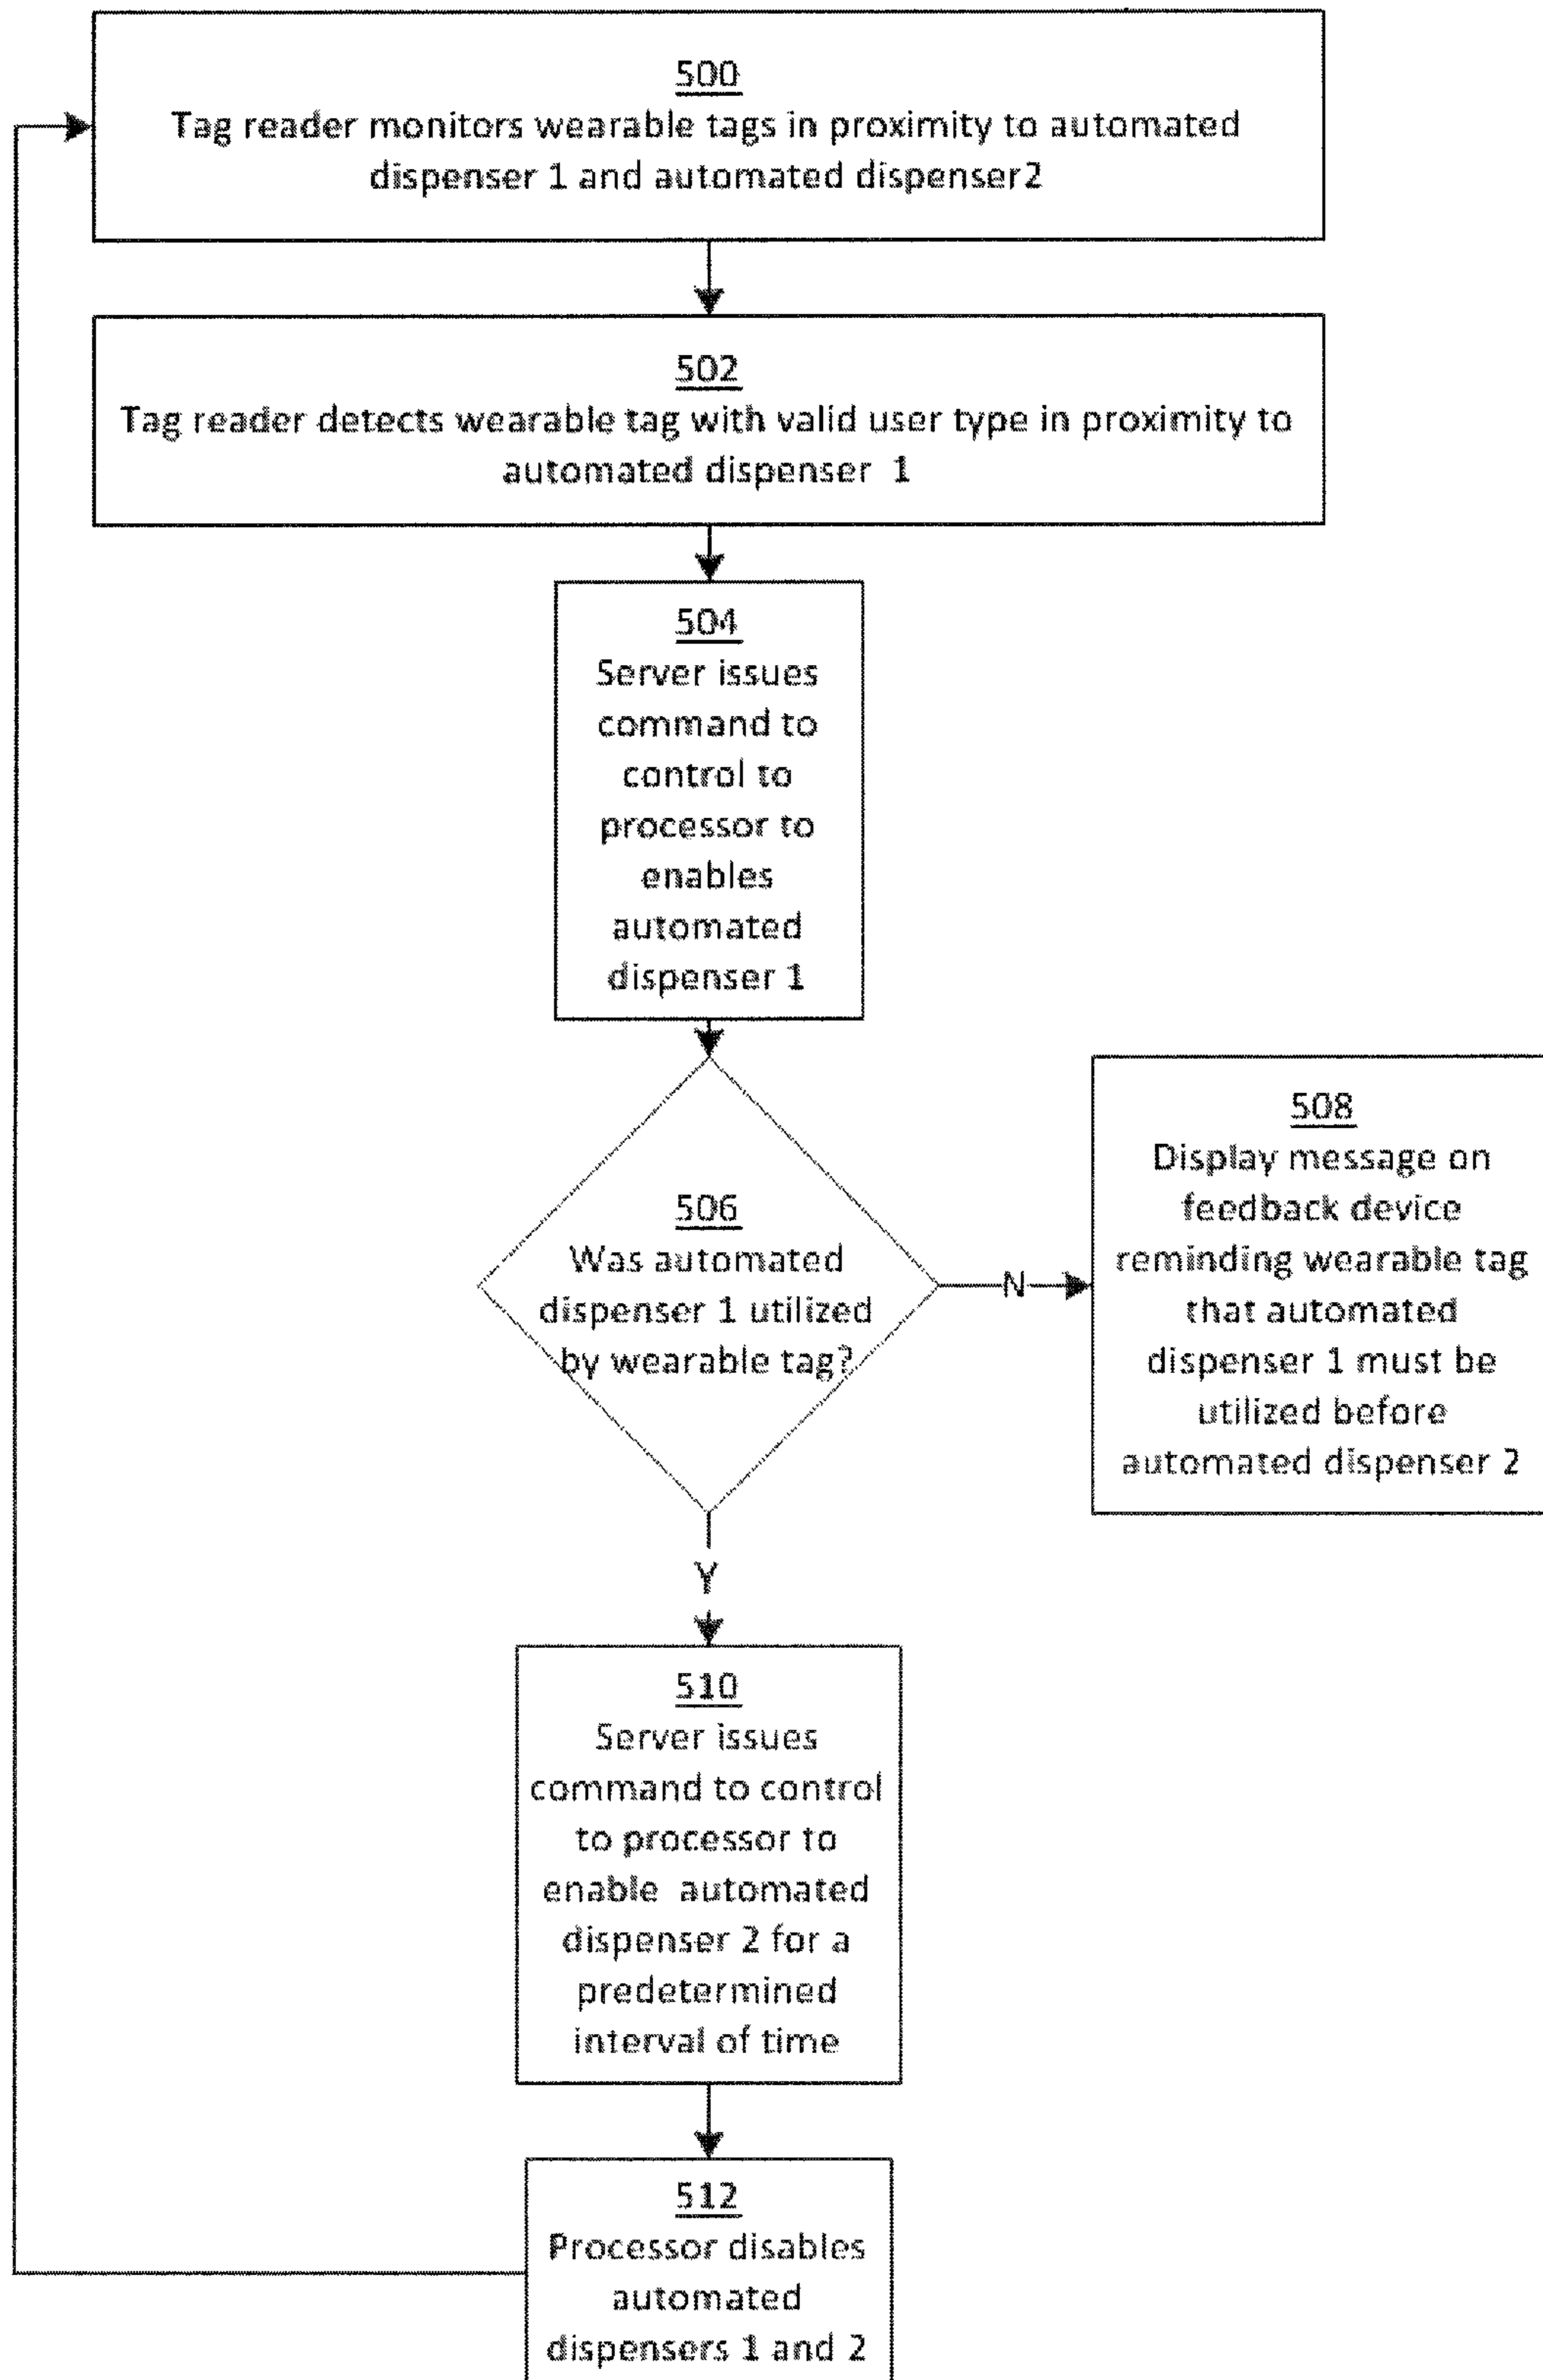 500
Tag reader monitors wearable tags in proximity to automated
dispenser 1 and automated dispenser2
502
Tag reader detects wearable tag with valid user type in proximity to
automated dispenser 1
504
Server issues
command to
control to
processor to
enables
automated
dispenser 1
506
Was automated
dispenser 1 utilized
by wearable tag?
N
508
Display message on
feedback device
reminding wearable tag
that automated
dispenser 1 must be
utilized before
automated dispenser 2
Y
510
Server issues
command to control
to processor to
enable automated
dispenser 2 for a
predetermined
interval of time
512
Processor disables
automated
dispensers 1 and 2